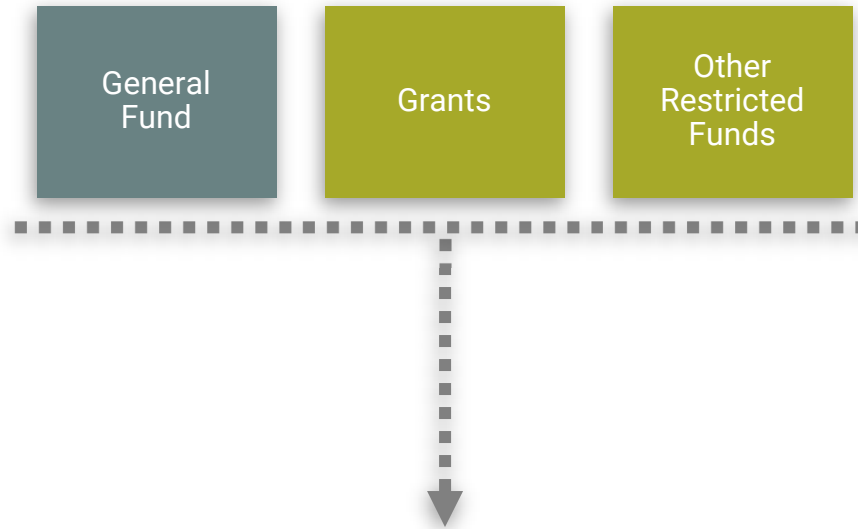 General
Fund
Grants
Other
Restricted
Funds